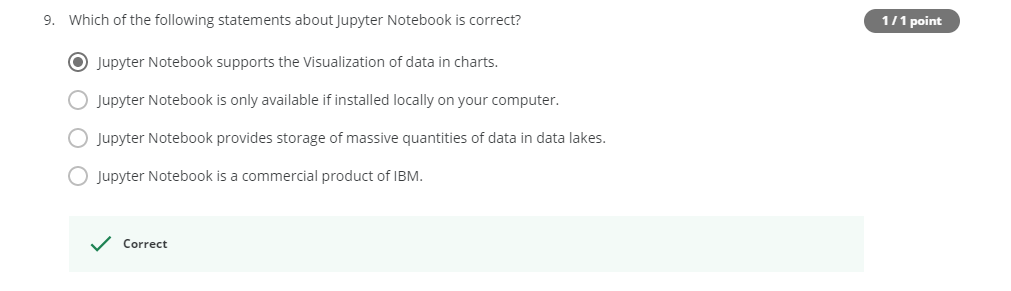 9. Which of the following statements about Jupyter Notebook is correct?
1 / 1 point
Jupyter Notebook supports the Visualization of data in charts.
Jupyter Notebook is only available if installed locally on your computer.
Jupyter Notebook provides storage of massive quantities of data in data lakes.
Jupyter Notebook is a commercial product of IBM.
Correct